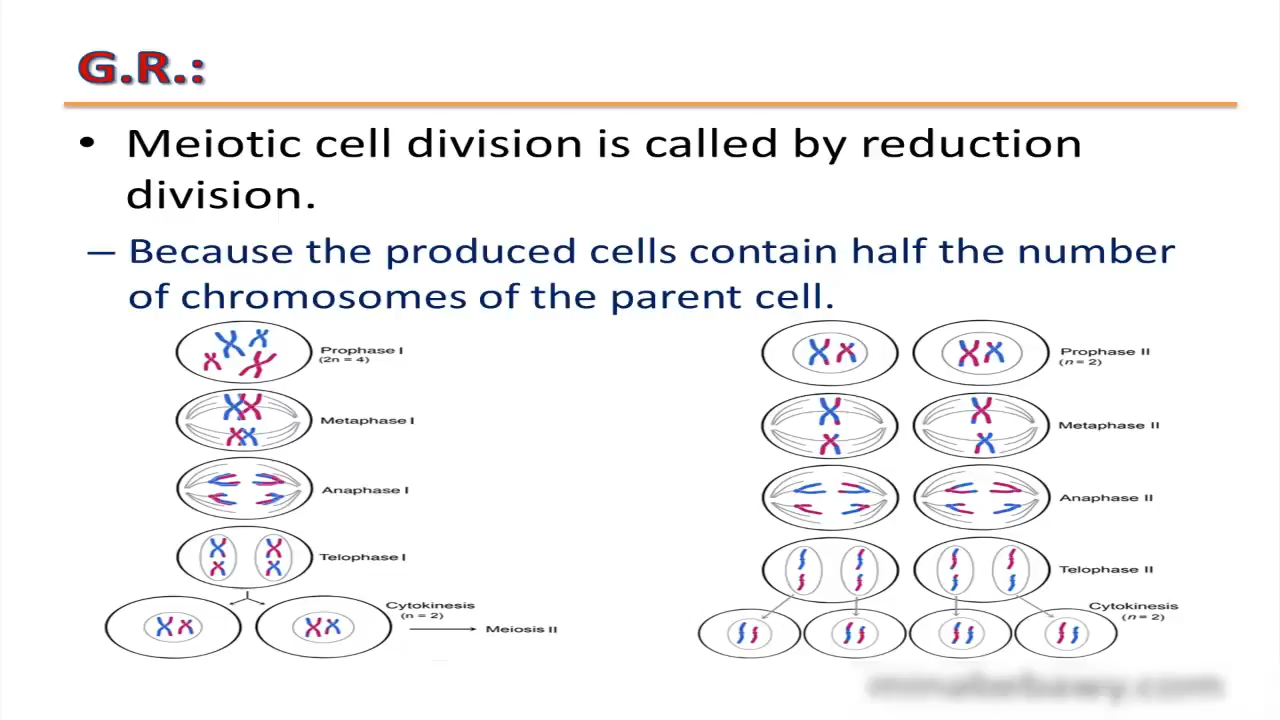 G.R.:
• Meiotic cell division is called by reduction
division.
– Because the produced cells contain half the number
of chromosomes of the parent cell.
Prophase I
(2n = 4)
Metaphase I
Anaphase I
Telophase I
Cytokinesis
(n = 2)
Meiosis II
Prophase II
(n = 2)
Metaphase II
Anaphase II
Telophase II
Cytokinesis
(n = 2)